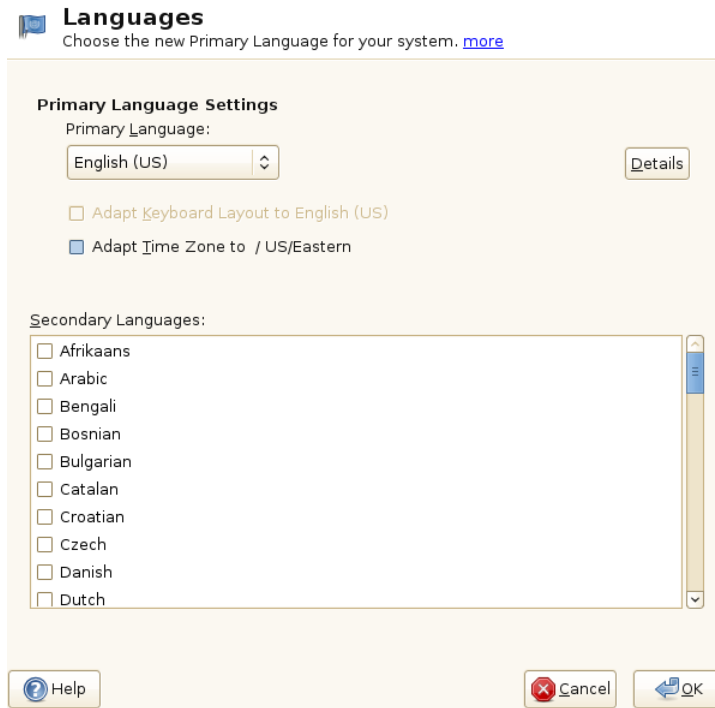 Languages
Choose the new Primary Language for your system. more
Primary Language Settings
Primary Language:
English (US)
Details
Adapt Keyboard Layout to English (US)
Adapt Time Zone to / US/Eastern
Secondary Languages:
Afrikaans
Arabic
Bengali
Bosnian
Bulgarian
Catalan
Croatian
Czech
Danish
Dutch
Help
Cancel
OK